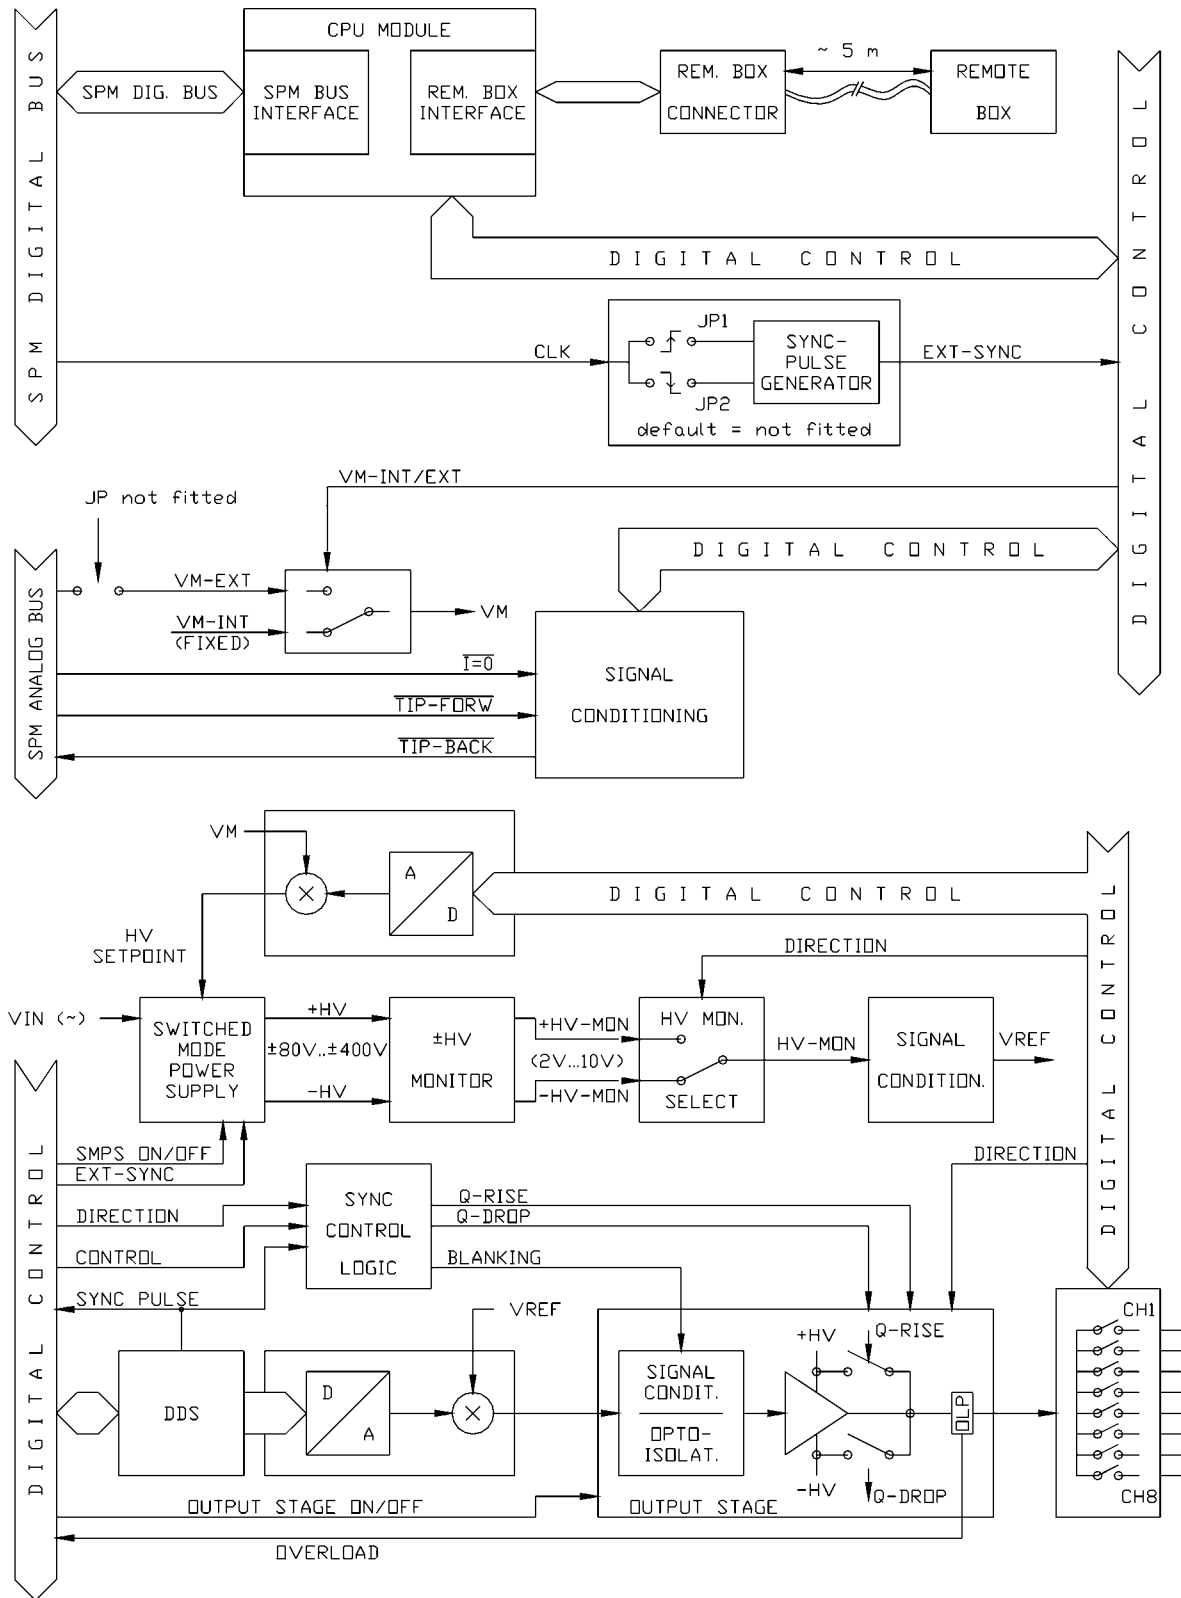 SPM DIGITAL BUS
SPM DIG. BUS
CPU MODULE
SPM BUS
INTERFACE
REM. BOX
INTERFACE
REM. BOX
CONNECTOR
~ 5 m
REMOTE
BOX
DIGITAL CONTROL
DIGITAL CONTROL
CLK
JP1
JP2
SYNC-
PULSE
GENERATOR
default = not fitted
EXT-SYNC
VM-INT/EXT
JP not fitted
DIGITAL CONTROL
SPM ANALOG BUS
VM-EXT
VM-INT
(FIXED)
VM
I=0
TIP-FORW
TIP-BACK
SIGNAL
CONDITIONING
VM
X
A
D
DIGITAL CONTROL
DIGITAL CONTROL
HV
SETPOINT
DIRECTION
VIN (~)
SWITCHED
MODE
POWER
SUPPLY
+HV
±80V..±400V
-HV
±HV
MONITOR
+HV-MON
(2V...10V)
-HV-MON
HV MON.
SELECT
HV-MON
SIGNAL
CONDITION.
VREF
DIGITAL CONTROL
SMPS ON/OFF
EXT-SYNC
DIRECTION
CONTROL
SYNC PULSE
SYNC
CONTROL
LOGIC
Q-RISE
Q-DROP
BLANKING
DIRECTION
VREF
DDS
D
A
X
SIGNAL
CONDIT.
OPTO-
ISOLAT.
+HV
Q-RISE
-HV
Q-DROP
OLP
OUTPUT STAGE
CH1
CH8
OUTPUT STAGE ON/OFF
OVERLOAD